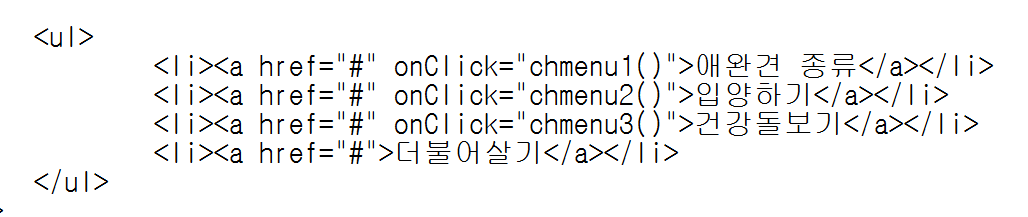 <ul>
<li><a href="#" onClick="chmenu1()">애완견 종류</a></li>
<li><a href="#" onClick="chmenu2()">입양하기</a></li>
<li><a href="#" onClick="chmenu3()">건강돌보기</a></li>
<li><a href="#">더불어살기</a></li>
</ul>
>